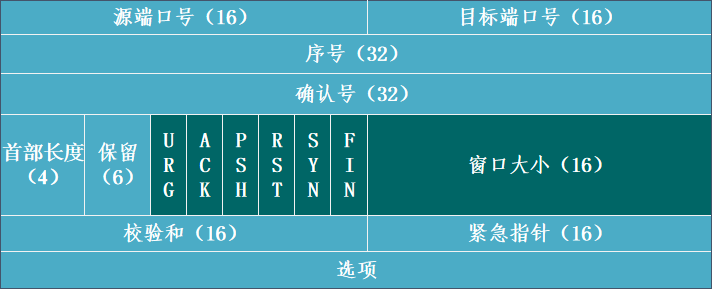 源端口号（16） 目标端口号（16）
序号（32）
确认号（32）
首部长度（4） 保留（6） URG ACK PSH RST SYN FIN 窗口大小（16）
校验和（16） 紧急指针（16）
选项